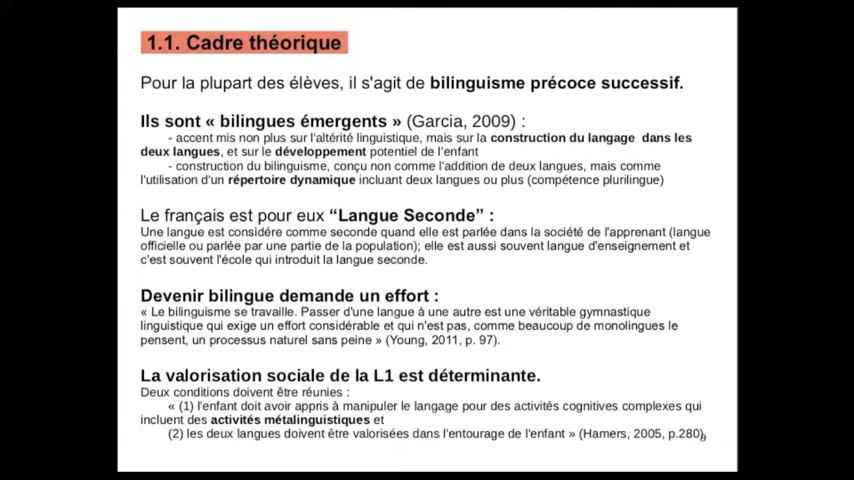 1.1. Cadre théorique
Pour la plupart des élèves, il s'agit de bilinguisme précoce successif.
Ils sont « bilingues émergents » (Garcia, 2009) :
- accent mis non plus sur l'altérité linguistique, mais sur la construction du langage dans les
deux langues, et sur le développement potentiel de l'enfant
- construction du bilinguisme, conçu non comme l'addition de deux langues, mais comme
l'utilisation d'un répertoire dynamique incluant deux langues ou plus (compétence plurilingue)
Le français est pour eux “Langue Seconde” :
Une langue est considére comme seconde quand elle est parlée dans la société de l'apprenant (langue
officielle ou parlée par une partie de la population); elle est aussi souvent langue d'enseignement et
c'est souvent l'école qui introduit la langue seconde.
Devenir bilingue demande un effort :
« Le bilinguisme se travaille. Passer d'une langue à une autre est une véritable gymnastique
linguistique qui exige un effort considérable et qui n'est pas, comme beaucoup de monolingues le
pensent, un processus naturel sans peine » (Young, 2011, p. 97).
La valorisation sociale de la L1 est déterminante.
Deux conditions doivent être réunies :
« (1) l'enfant doit avoir appris à manipuler le langage pour des activités cognitives complexes qui
incluent des activités métalinguistiques et
(2) les deux langues doivent être valorisées dans l'entourage de l'enfant » (Hamers, 2005, p.280).
9